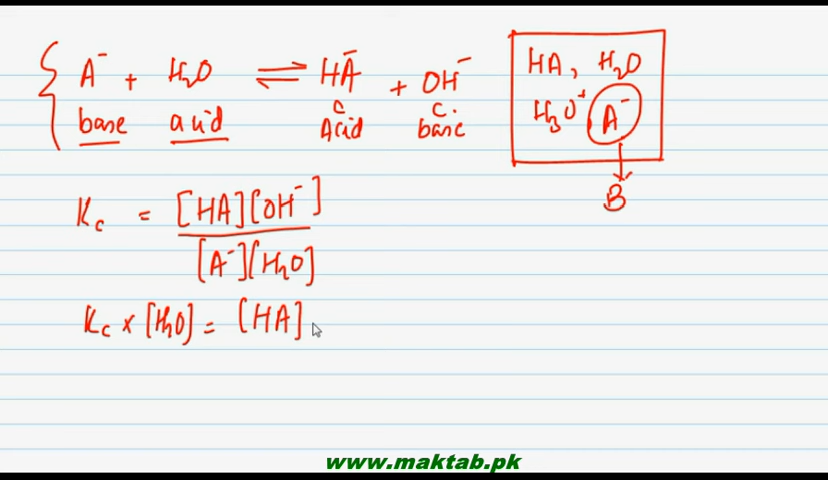 A⁻ + H₂O ⇌ HA⁻ + OH⁻
base acid C Acid C. base
HA, H₂O
H₃O⁺ A⁻
B
Kc = [HA][OH⁻]
[A⁻][H₂O]
Kc × [H₂O] = [HA]
www.maktab.pk